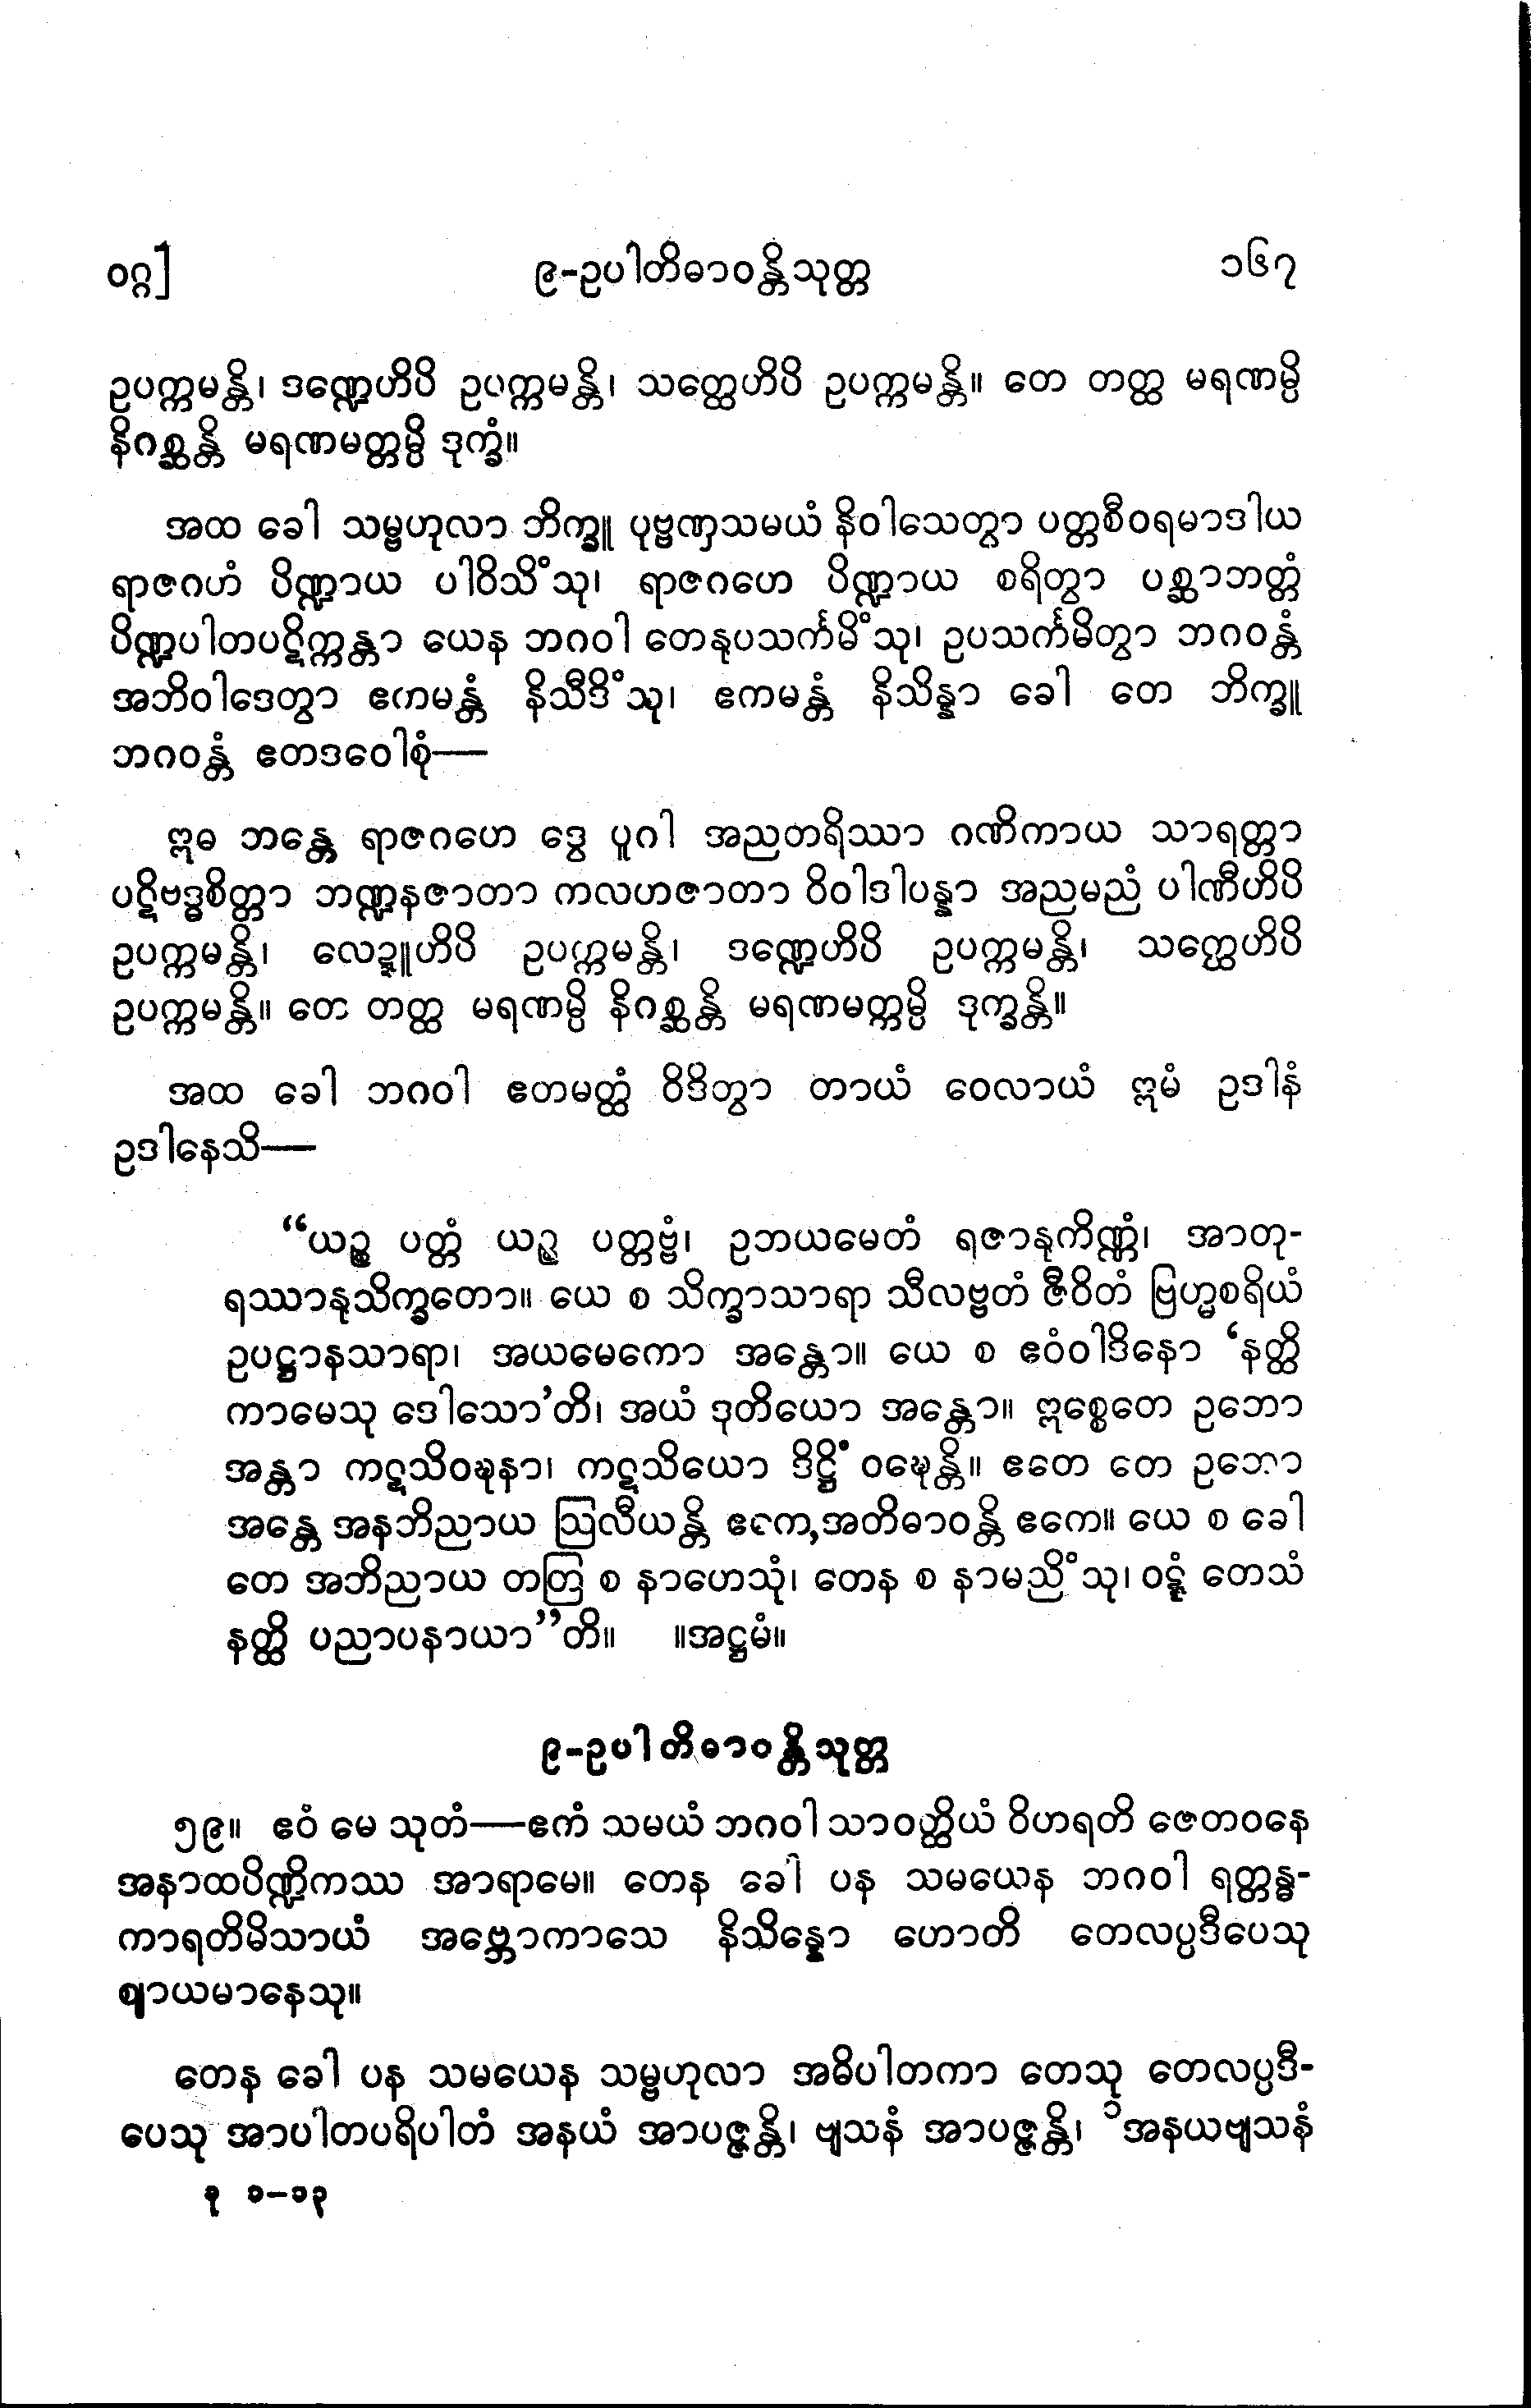 ဝဂ္ဂ]
၉-ဥပါတိဓာဝန္တိသုတ္တ
၁၆၇
ဥပက္ကမန္တိ၊ ဒဏ္ဍေဟိပိ ဥပက္ကမန္တိ၊ သတ္ထေဟိပိ ဥပက္ကမန္တိ။ တေ တတ္ထ မရဏမ္ပိ
နိဂစ္ဆန္တိ မရဏမတ္တမ္ပိ ဒုက္ခံ။
အထ ခေါ သမ္ဗဟုလာ ဘိက္ခူ ပုဗ္ဗဏှသမယံ နိဝါသေတွာ ပတ္တစီဝရမာဒါယ
ရာဇဂဟံ ပိဏ္ဍာယ ပါဝိသိံသု၊ ရာဇဂဟေ ပိဏ္ဍာယ စရိတွာ ပစ္ဆာဘတ္တံ
ပိဏ္ဍပါတပဋိက္ကန္တာ ယေန ဘဂဝါ တေနုပသင်္ကမိံသု၊ ဥပသင်္ကမိတွာ ဘဂဝန္တံ
အဘိဝါဒေတွာ ဧကမန္တံ နိသီဒိံသု၊ ဧကမန္တံ နိသိန္နာ ခေါ တေ ဘိက္ခူ
ဘဂဝန္တံ ဧတဒဝေါစုံ—
ဣဓ ဘန္တေ ရာဇဂဟေ ဒွေ ပူဂါ အညတရိဿာ ဂဏိကာယ သာရတ္တာ
ပဋိဗဒ္ဓစိတ္တာ ဘဏ္ဍနဇာတာ ကလဟဇာတာ ဝိဝါဒါပန္နာ အညမညံ ပါဏီဟိပိ
ဥပက္ကမန္တိ၊ လေဍ္ဍူဟိပိ ဥပက္ကမန္တိ၊ ဒဏ္ဍေဟိပိ ဥပက္ကမန္တိ၊ သတ္ထေဟိပိ
ဥပက္ကမန္တိ။ တေ တတ္ထ မရဏမ္ပိ နိဂစ္ဆန္တိ မရဏမတ္တမ္ပိ ဒုက္ခန္တိ။
အထ ခေါ ဘဂဝါ ဧတမတ္ထံ ဝိဒိတွာ တာယံ ဝေလာယံ ဣမံ ဥဒါနံ
ဥဒါနေသိ—
“ယဉ္စ ပတ္တံ ယဉ္စ ပတ္တဗ္ဗံ၊ ဥဘယမေတံ ရဇာနုကိဏ္ဏံ၊ အာတု-
ရဿာနုသိက္ခတော။ ယေ စ သိက္ခာသာရာ သီလဗ္ဗတံ ဇီဝိတံ ဗြဟ္မစရိယံ
ဥပဋ္ဌာနသာရာ၊ အယမေကော အန္တော။ ယေ စ ဧဝံဝါဒိနော ‘နတ္ထိ
ကာမေသု ဒေါသော’တိ၊ အယံ ဒုတိယော အန္တော။ ဣစ္စေတေ ဥဘော
အန္တာ ကဋသိဝဍ္ဎနာ၊ ကဋသိယော ဒိဋ္ဌိံ ဝဍ္ဎေန္တိ။ ဧတေ တေ ဥဘော
အန္တေ အနဘိညာယ ဩလီယန္တိ ဧကေ,အတိဓာဝန္တိ ဧကေ။ ယေ စ ခေါ
တေ အဘိညာယ တတြ စ နာဟေသုံ၊ တေန စ နာမညိံသု၊ ဝဋ္ဋံ တေသံ
နတ္ထိ ပညာပနာယာ”တိ။ ။အဋ္ဌမံ။
၉-ဥပါတိဓာဝန္တိသုတ္တ
၅၉။ ဧဝံ မေ သုတံ—ဧကံ သမယံ ဘဂဝါ သာဝတ္ထိယံ ဝိဟရတိ ဇေတဝနေ
အနာထပိဏ္ဍိကဿ အာရာမေ။ တေန ခေါ ပန သမယေန ဘဂဝါ ရတ္တန္ဓ-
ကာရတိမိသာယံ အဗ္ဘောကာသေ နိသိန္နော ဟောတိ တေလပ္ပဒီပေသု
ဈာယမာနေသု။
တေန ခေါ ပန သမယေန သမ္ဗဟုလာ အဓိပါတကာ တေသု တေလပ္ပဒီ-
ပေသု အာပါတပရိပါတံ အနယံ အာပဇ္ဇန္တိ၊ ဗျသနံ အာပဇ္ဇန္တိ၊ ၁အနယဗျသနံ
ခု ၁-၁၃